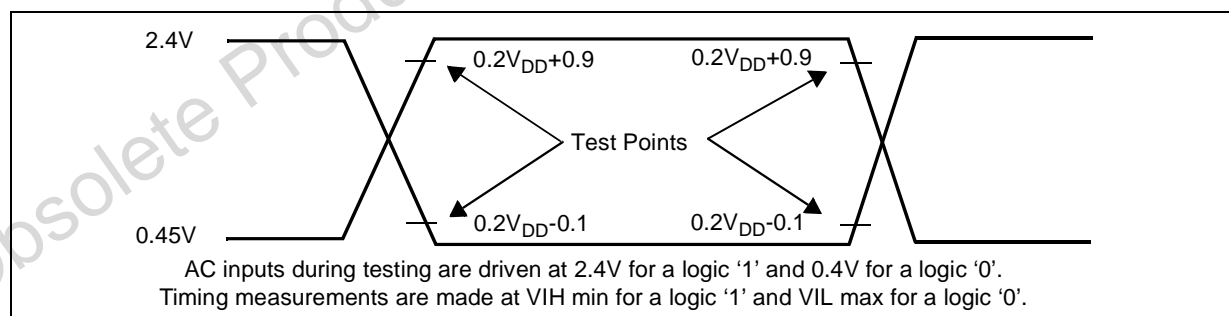 Obsolete Produc
2.4V
0.2VDD+0.9 0.2VDD+0.9
Test Points
0.2VDD-0.1 0.2VDD-0.1
0.45V
AC inputs during testing are driven at 2.4V for a logic ‘1’ and 0.4V for a logic ‘0’.
Timing measurements are made at VIH min for a logic ‘1’ and VIL max for a logic ‘0’.